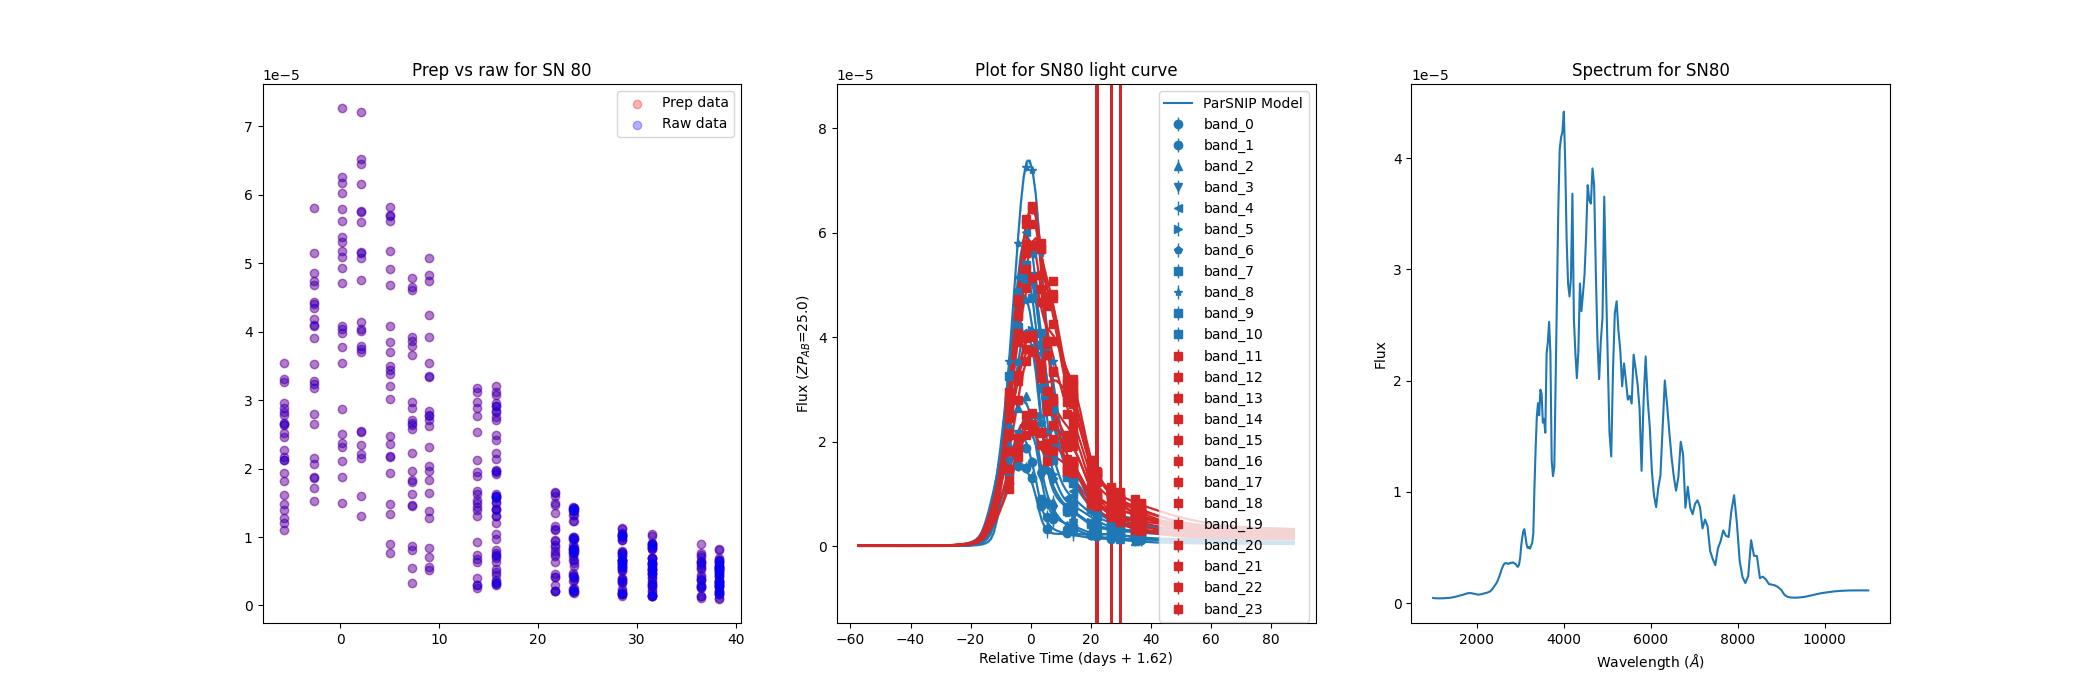 Prep vs raw for SN 80
1e−5
Prep data
Raw data
7
6
5
4
3
2
1
0
0
10
20
30
40
Plot for SN80 light curve
1e−5
ParSNIP Model
band_0
band_1
band_2
band_3
band_4
band_5
band_6
band_7
band_8
band_9
band_10
band_11
band_12
band_13
band_14
band_15
band_16
band_17
band_18
band_19
band_20
band_21
band_22
band_23
Flux (ZP_AB=25.0)
8
6
4
2
0
−60
−40
−20
0
20
40
60
80
Relative Time (days + 1.62)
Spectrum for SN80
1e−5
Flux
4
3
2
1
0
2000
4000
6000
8000
10000
Wavelength (Å)